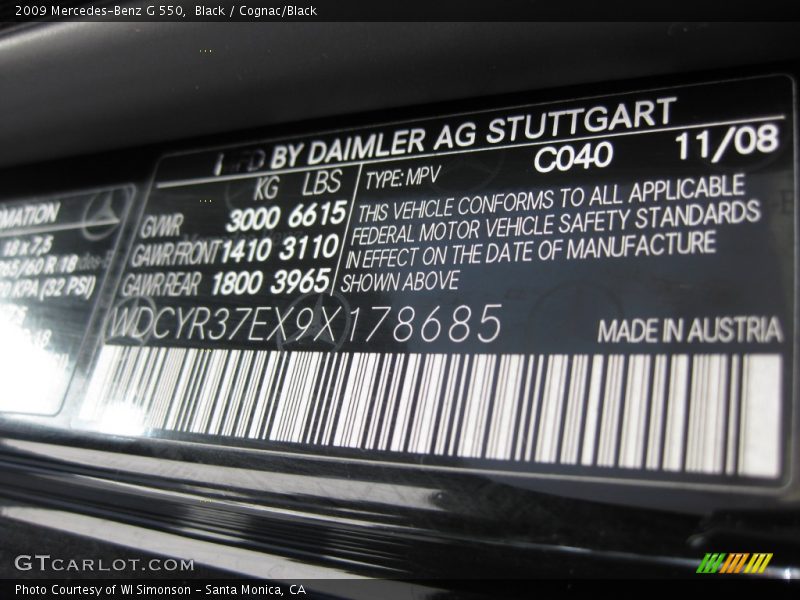 2009 Mercedes-Benz G 550, Black / Cognac/Black
MFD BY DAIMLER AG STUTTGART
C040 11/08
KG LBS
GVWR 3000 6615
GAWR FRONT 1410 3110
GAWR REAR 1800 3965
TYPE: MPV
THIS VEHICLE CONFORMS TO ALL APPLICABLE
FEDERAL MOTOR VEHICLE SAFETY STANDARDS
IN EFFECT ON THE DATE OF MANUFACTURE
SHOWN ABOVE
WDCYR37EX9X178685
MADE IN AUSTRIA
18 x 7,5
65/60 R 18
KPA (32 PSI)
GTCARLOT.COM
Photo Courtesy of WI Simonson - Santa Monica, CA